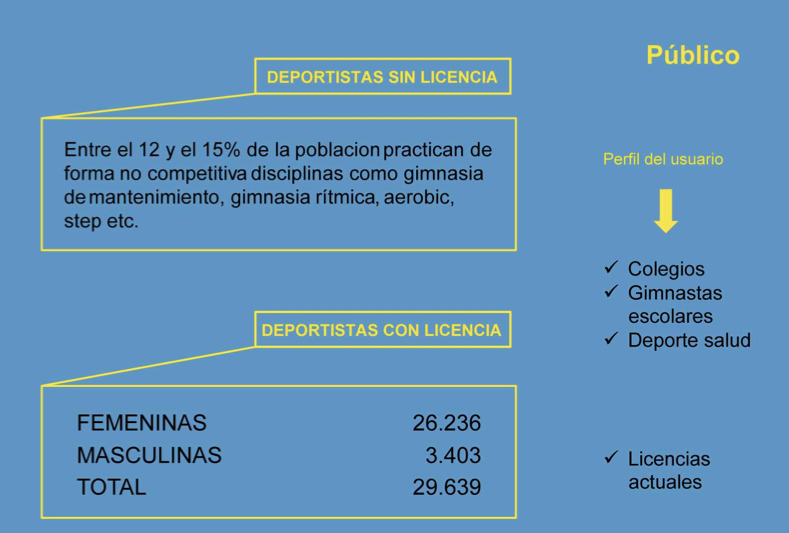 Público
DEPORTISTAS SIN LICENCIA
Entre el 12 y el 15% de la poblacion practican de
forma no competitiva disciplinas como gimnasia
de mantenimiento, gimnasia rítmica, aerobic,
step etc.
Perfil del usuario
✓ Colegios
✓ Gimnastas
escolares
✓ Deporte salud
DEPORTISTAS CON LICENCIA
FEMENINAS 26.236
MASCULINAS 3.403
TOTAL 29.639
✓ Licencias
actuales